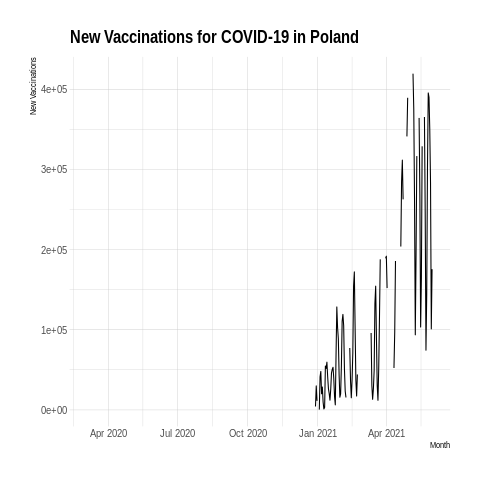 New Vaccinations for COVID-19 in Poland
New Vaccinations
4e+05
3e+05
2e+05
1e+05
0e+00
Apr 2020 Jul 2020 Oct 2020 Jan 2021 Apr 2021
Month